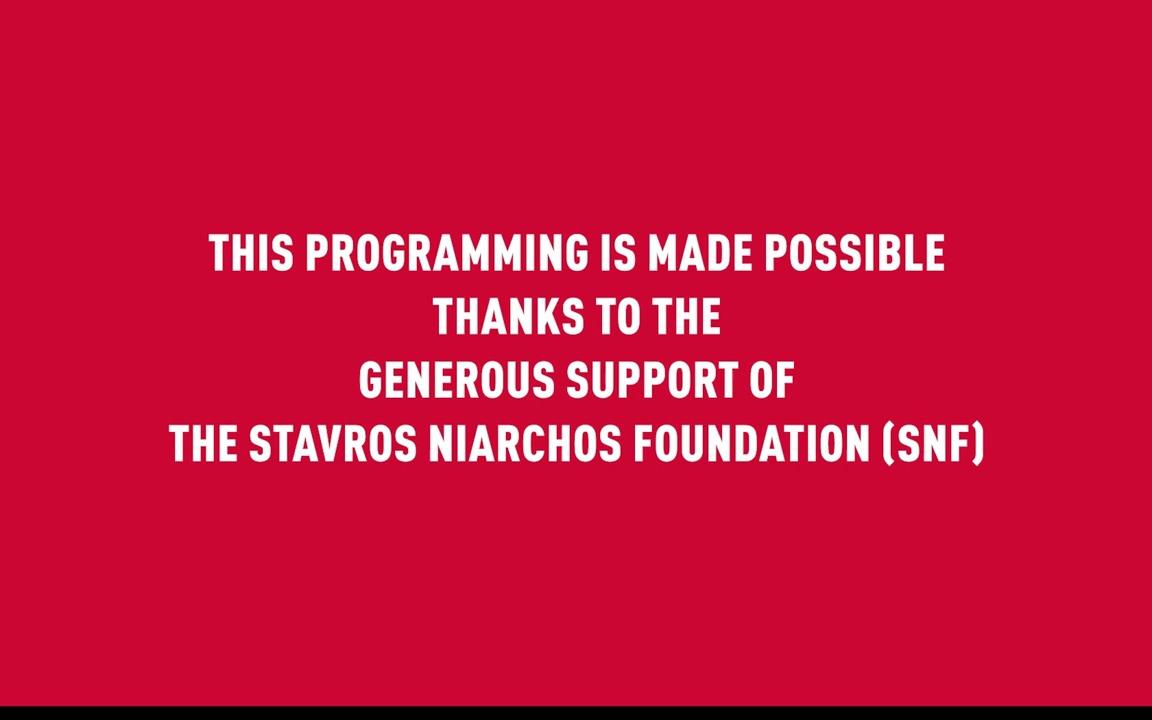 THIS PROGRAMMING IS MADE POSSIBLE
THANKS TO THE
GENEROUS SUPPORT OF
THE STAVROS NIARCHOS FOUNDATION (SNF)